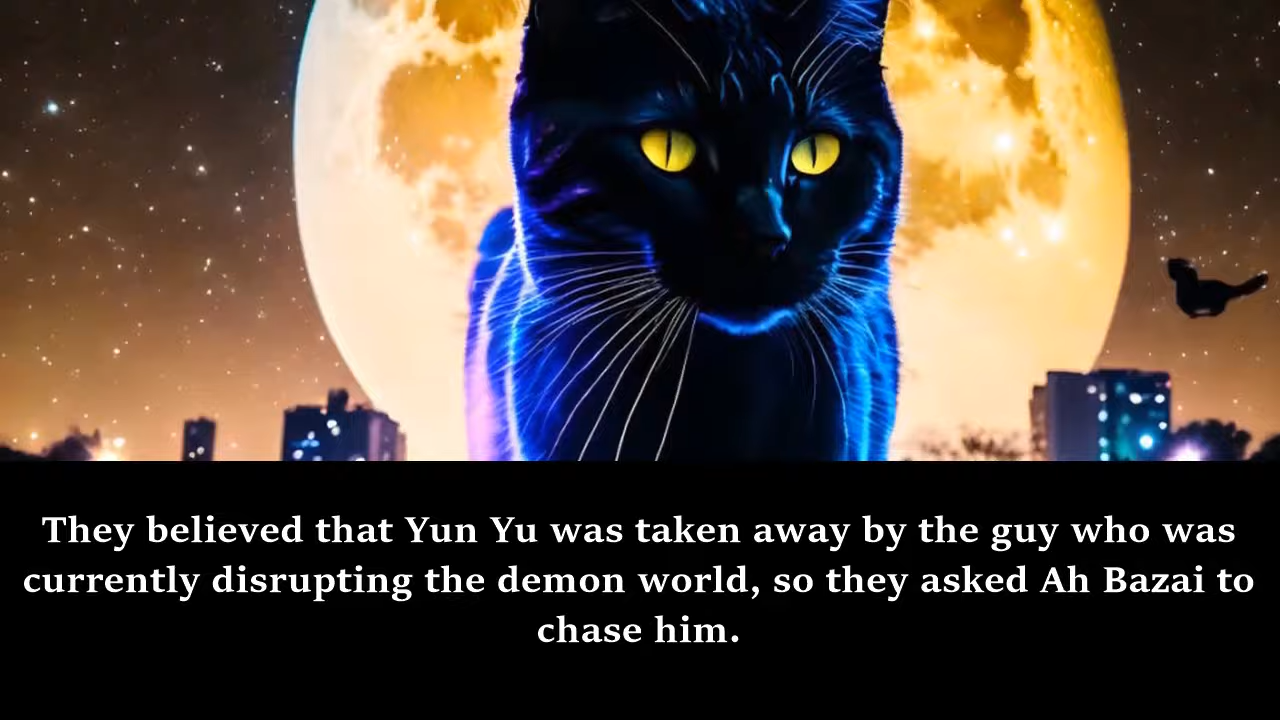 They believed that Yun Yu was taken away by the guy who was
currently disrupting the demon world, so they asked Ah Bazai to
chase him.